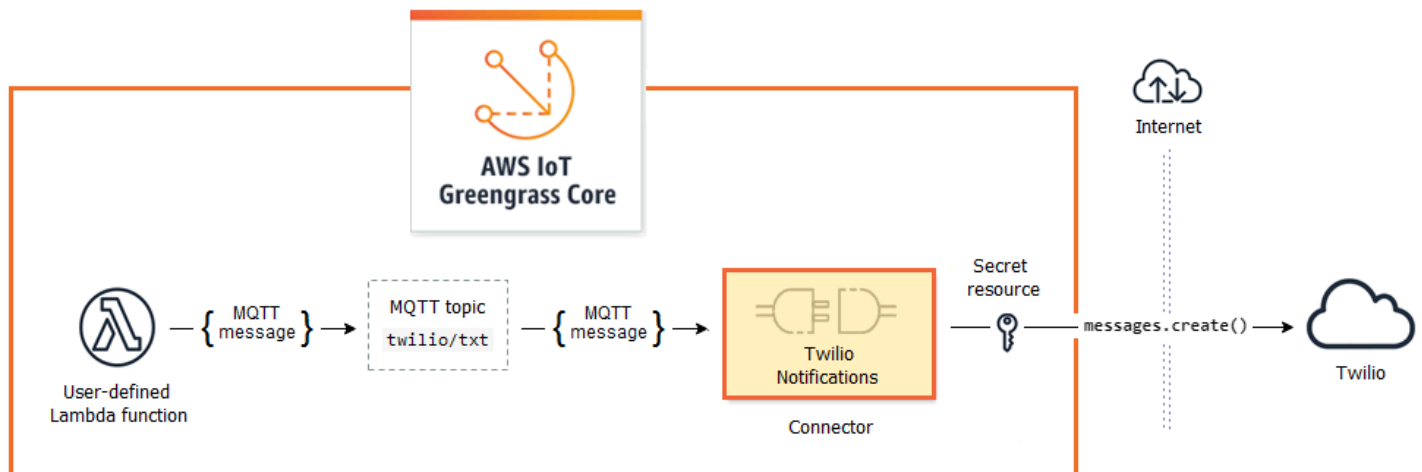 AWS IoT
Greengrass Core
Internet
Secret
resource
MQTT
message
MQTT topic
twilio/txt
MQTT
message
messages.create()
Twilio
Notifications
Twilio
User-defined
Lambda function
Connector